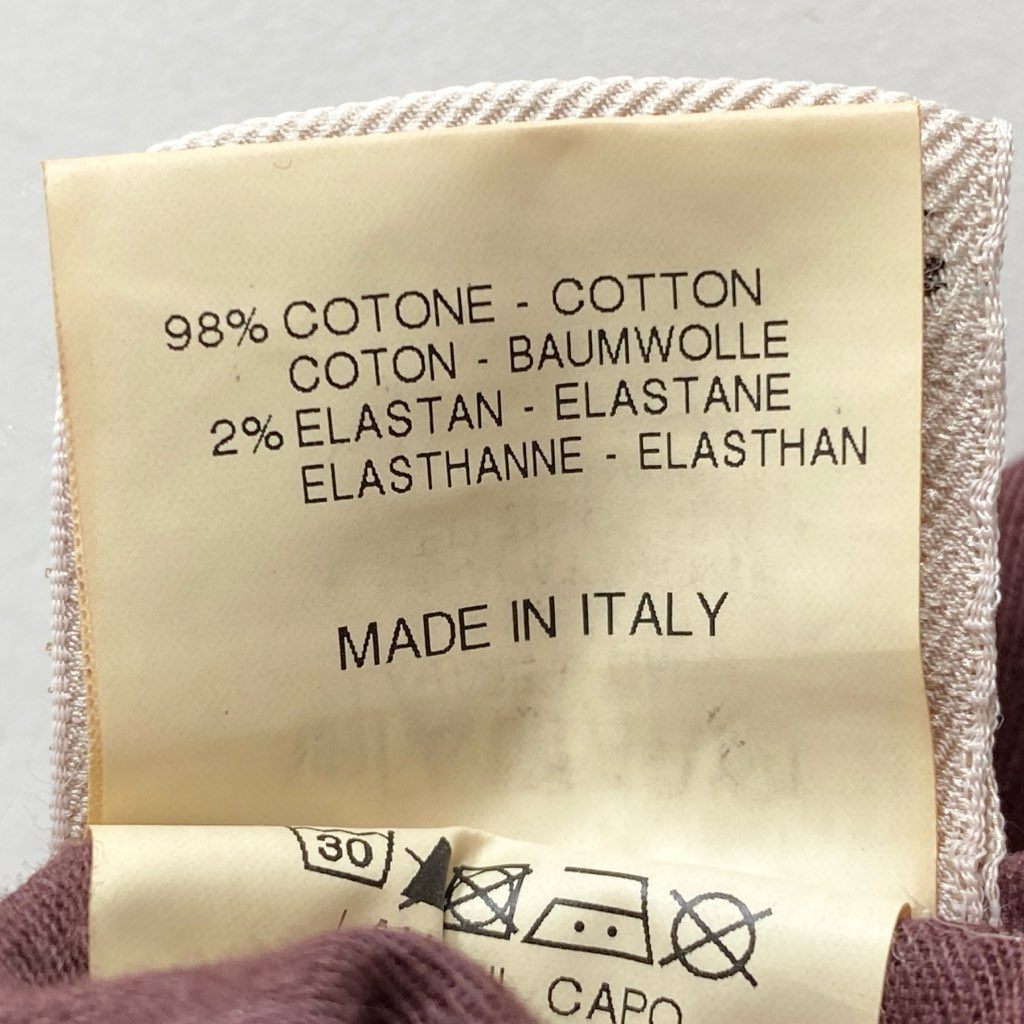 98% COTONE - COTTON
COTON - BAUMWOLLE
2% ELASTAN - ELASTANE
ELASTHANNE - ELASTHAN
MADE IN ITALY
30
CAPO